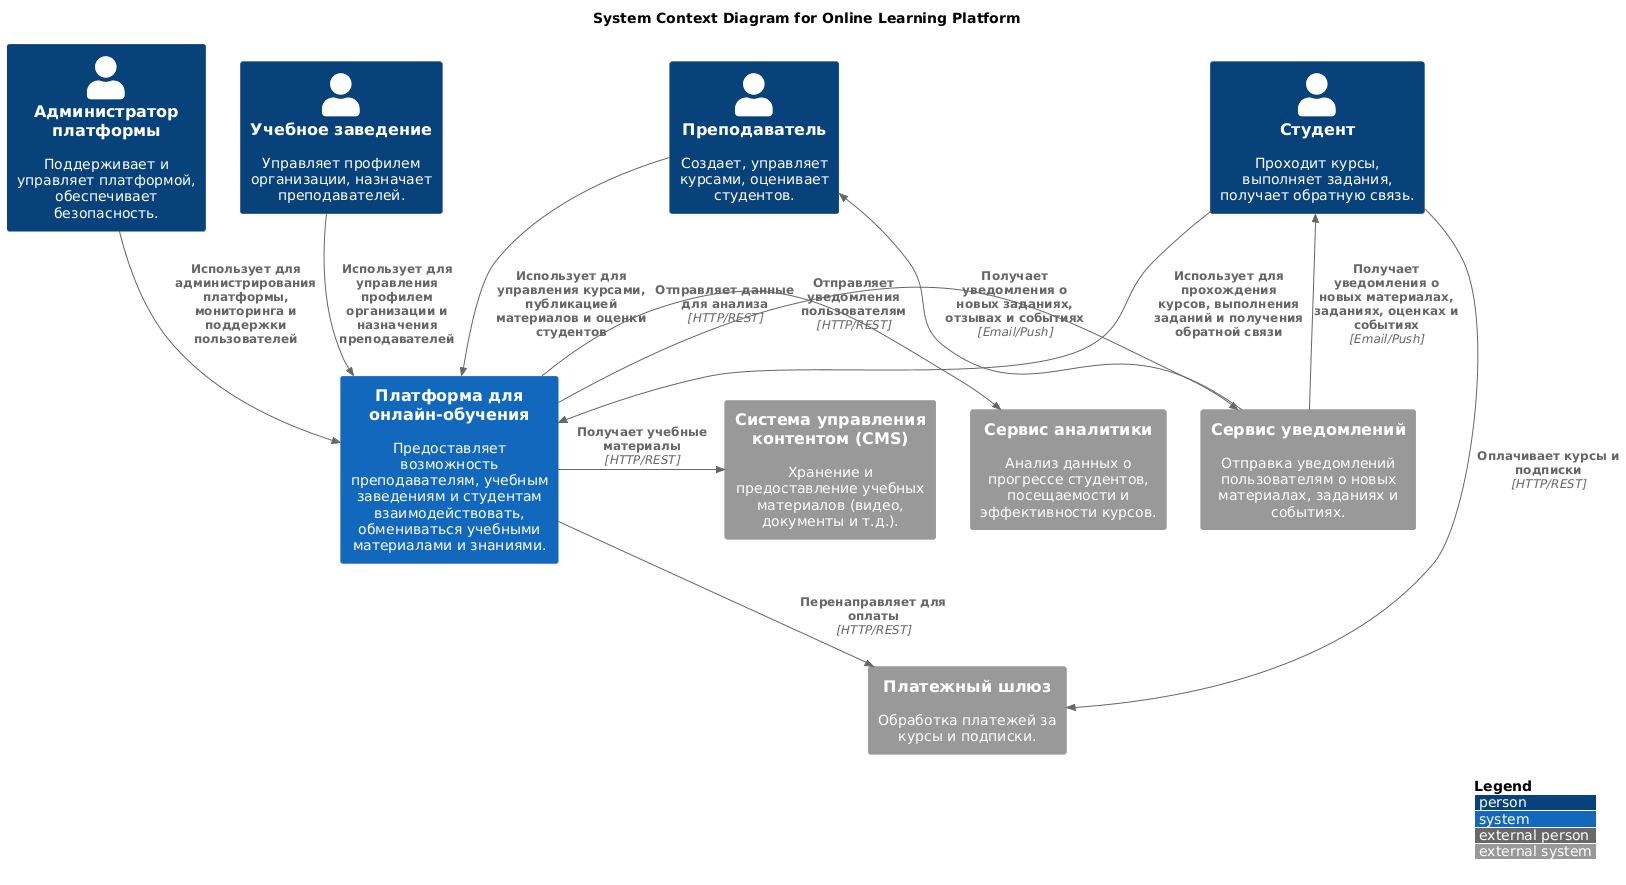 System Context Diagram for Online Learning Platform
Администратор
платформы
Поддерживает и
управляет платформой,
обеспечивает
безопасность.
Учебное заведение
Управляет профилем
организации, назначает
преподавателей.
Преподаватель
Создает, управляет
курсами, оценивает
студентов.
Студент
Проходит курсы,
выполняет задания,
получает обратную связь.
Использует для
администрирования
платформы,
мониторинга и
поддержки
пользователей
Использует для
управления
профилем
организации и
назначения
преподавателей
Использует для
управления курсами,
публикацией
материалов и оценки
студентов
Отправляет данные
для анализа
[HTTP/REST]
Отправляет
уведомления
пользователям
[HTTP/REST]
Получает
уведомления о
новых заданиях,
отзывах и событиях
[Email/Push]
Использует для
прохождения
курсов, выполнения
заданий и получения
обратной связи
Получает
уведомления о
новых материалах,
заданиях, оценках и
событиях
[Email/Push]
Платформа для
онлайн-обучения
Предоставляет
возможность
преподавателям, учебным
заведениям и студентам
взаимодействовать,
обмениваться учебными
материалами и знаниями.
Получает учебные
материалы
[HTTP/REST]
Система управления
контентом (CMS)
Хранение и
предоставление учебных
материалов (видео,
документы и т.д.).
Сервис аналитики
Анализ данных о
прогрессе студентов,
посещаемости и
эффективности курсов.
Сервис уведомлений
Отправка уведомлений
пользователям о новых
материалах, заданиях и
событиях.
Оплачивает курсы и
подписки
[HTTP/REST]
Перенаправляет для
оплаты
[HTTP/REST]
Платежный шлюз
Обработка платежей за
курсы и подписки.
Legend
person
system
external person
external system